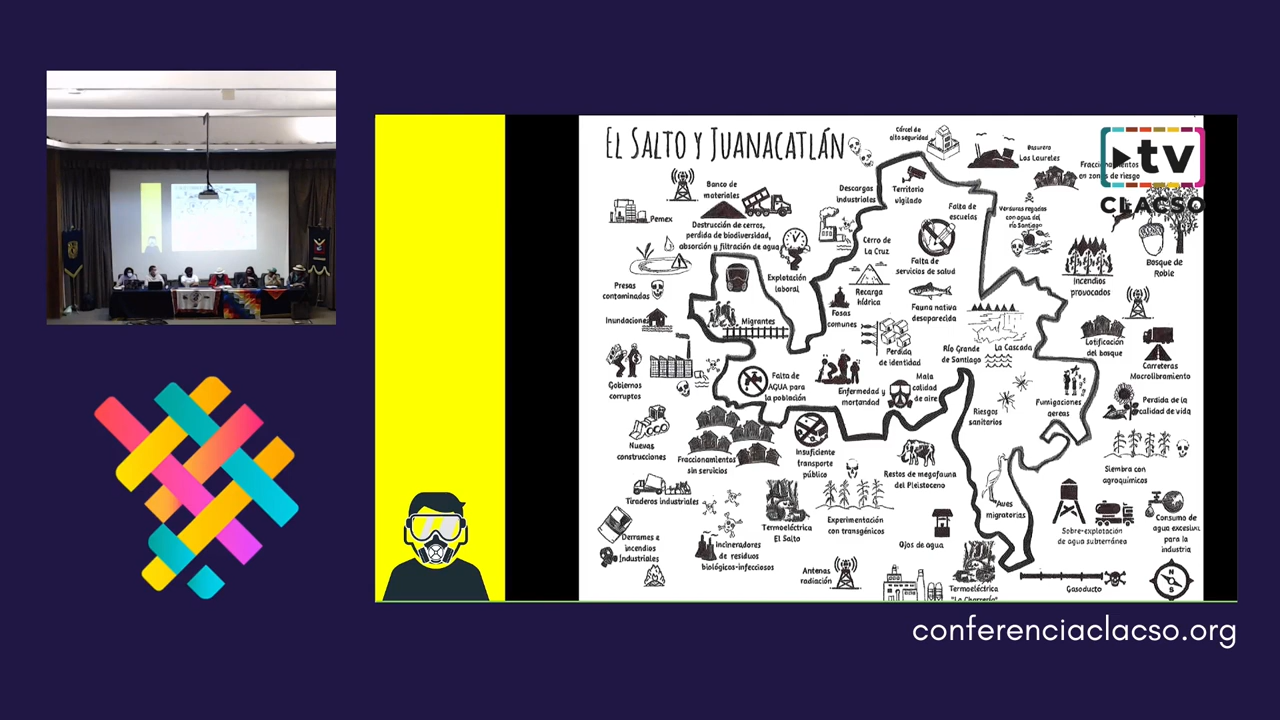 EL SALTO Y JUANACATLÁN
Cárcel de
alto seguridad
Basurero
Los Laureles
tv
CLACSO
en zonas de riesgo
Banco de
materiales
Descargas
industriales
Territorio
vigilado
Falta de
escuelas
Verduras regadas
con agua del
río Santiago
Pemex
Destrucción de cerros,
perdida de biodiversidad,
absorción y filtración de agua
Cerro de
La Cruz
Falta de
servicios de salud
Bosque de
Roble
Explotación
laboral
Incendios
provocados
Presas
contaminadas
Recarga
hídrica
Fauna nativa
desaparecida
Inundaciones
Migrantes
Fosas
comunes
Perdida
de identidad
Río Grande
de Santiago
La Cascada
Lotificación
del bosque
Carreteras
Macrolibramiento
Gobiernos
corruptos
Falta de
AGUA para
la población
Enfermedad y
mortandad
Mala
calidad
de aire
Riesgos
sanitarios
Fumigaciones
aereas
Perdida de la
calidad de vida
Nuevas
construcciones
Fraccionamientos
sin servicios
Insuficiente
transporte
público
Restos de megafauna
del Pleistoceno
Siembra con
agroquímicos
Tiraderos industriales
Termoeléctrica
El Salto
Experimentación
con transgénicos
Aves
migratorias
Ojos de agua
Sobre-explotación
de agua subterránea
Consumo de
agua excesivo
para la
industria
Derrames e
incendios
Industriales
incineradores
de residuos
biológicos-infecciosos
Antenas
radiación
Termoeléctrica
Gasoducto
N
S
conferenciaclacso.org